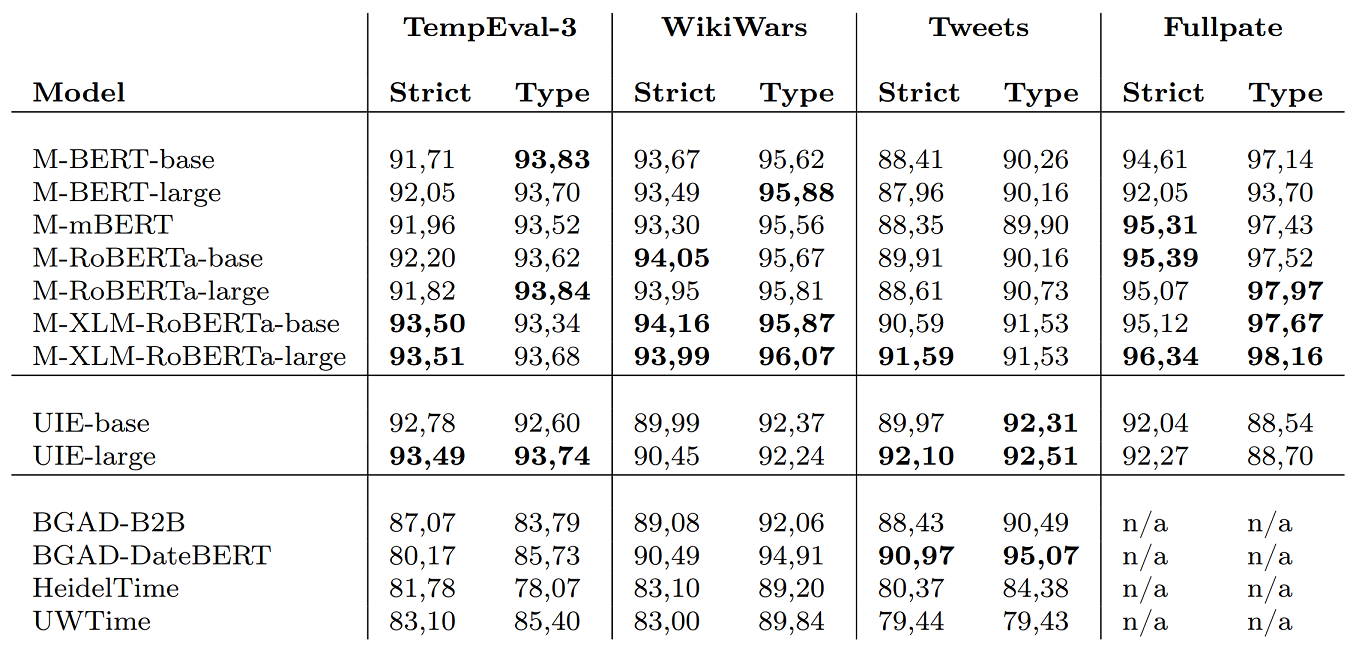 TempEval-3 WikiWars Tweets Fullpate
Model Strict Type Strict Type Strict Type Strict Type
M-BERT-base 91,71 93,83 93,67 95,62 88,41 90,26 94,61 97,14
M-BERT-large 92,05 93,70 93,49 95,88 87,96 90,16 92,05 93,70
M-mBERT 91,96 93,52 93,30 95,56 88,35 89,90 95,31 97,43
M-RoBERTa-base 92,20 93,62 94,05 95,67 89,91 90,16 95,39 97,52
M-RoBERTa-large 91,82 93,84 93,95 95,81 88,61 90,73 95,07 97,97
M-XLM-RoBERTa-base 93,50 93,34 94,16 95,87 90,59 91,53 95,12 97,67
M-XLM-RoBERTa-large 93,51 93,68 93,99 96,07 91,59 91,53 96,34 98,16
UIE-base 92,78 92,60 89,99 92,37 89,97 92,31 92,04 88,54
UIE-large 93,49 93,74 90,45 92,24 92,10 92,51 92,27 88,70
BGAD-B2B 87,07 83,79 89,08 92,06 88,43 90,49 n/a n/a
BGAD-DateBERT 80,17 85,73 90,49 94,91 90,97 95,07 n/a n/a
HeidelTime 81,78 78,07 83,10 89,20 80,37 84,38 n/a n/a
UWTime 83,10 85,40 83,00 89,84 79,44 79,43 n/a n/a